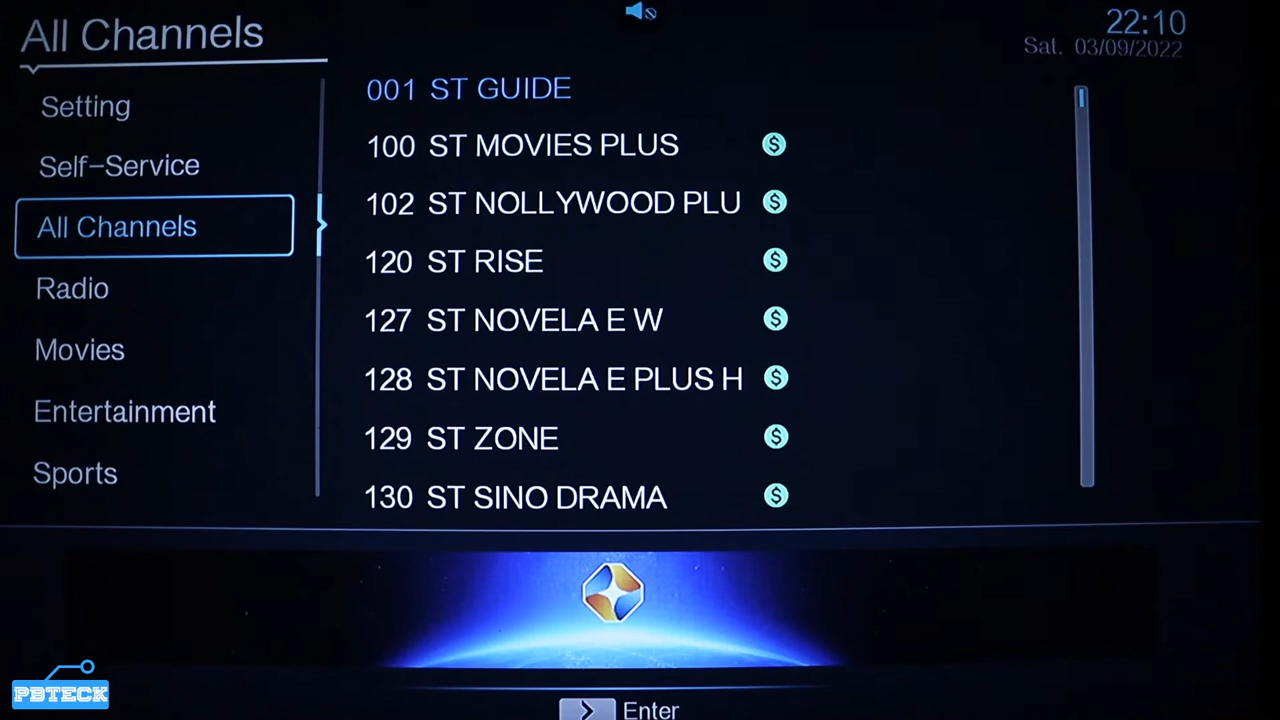 All Channels
22:10
Sat. 03/09/2022
Setting
Self-Service
All Channels
Radio
Movies
Entertainment
Sports
001 ST GUIDE
100 ST MOVIES PLUS $
102 ST NOLLYWOOD PLU $
120 ST RISE $
127 ST NOVELA E W $
128 ST NOVELA E PLUS H $
129 ST ZONE $
130 ST SINO DRAMA $
PBTECK
> Enter